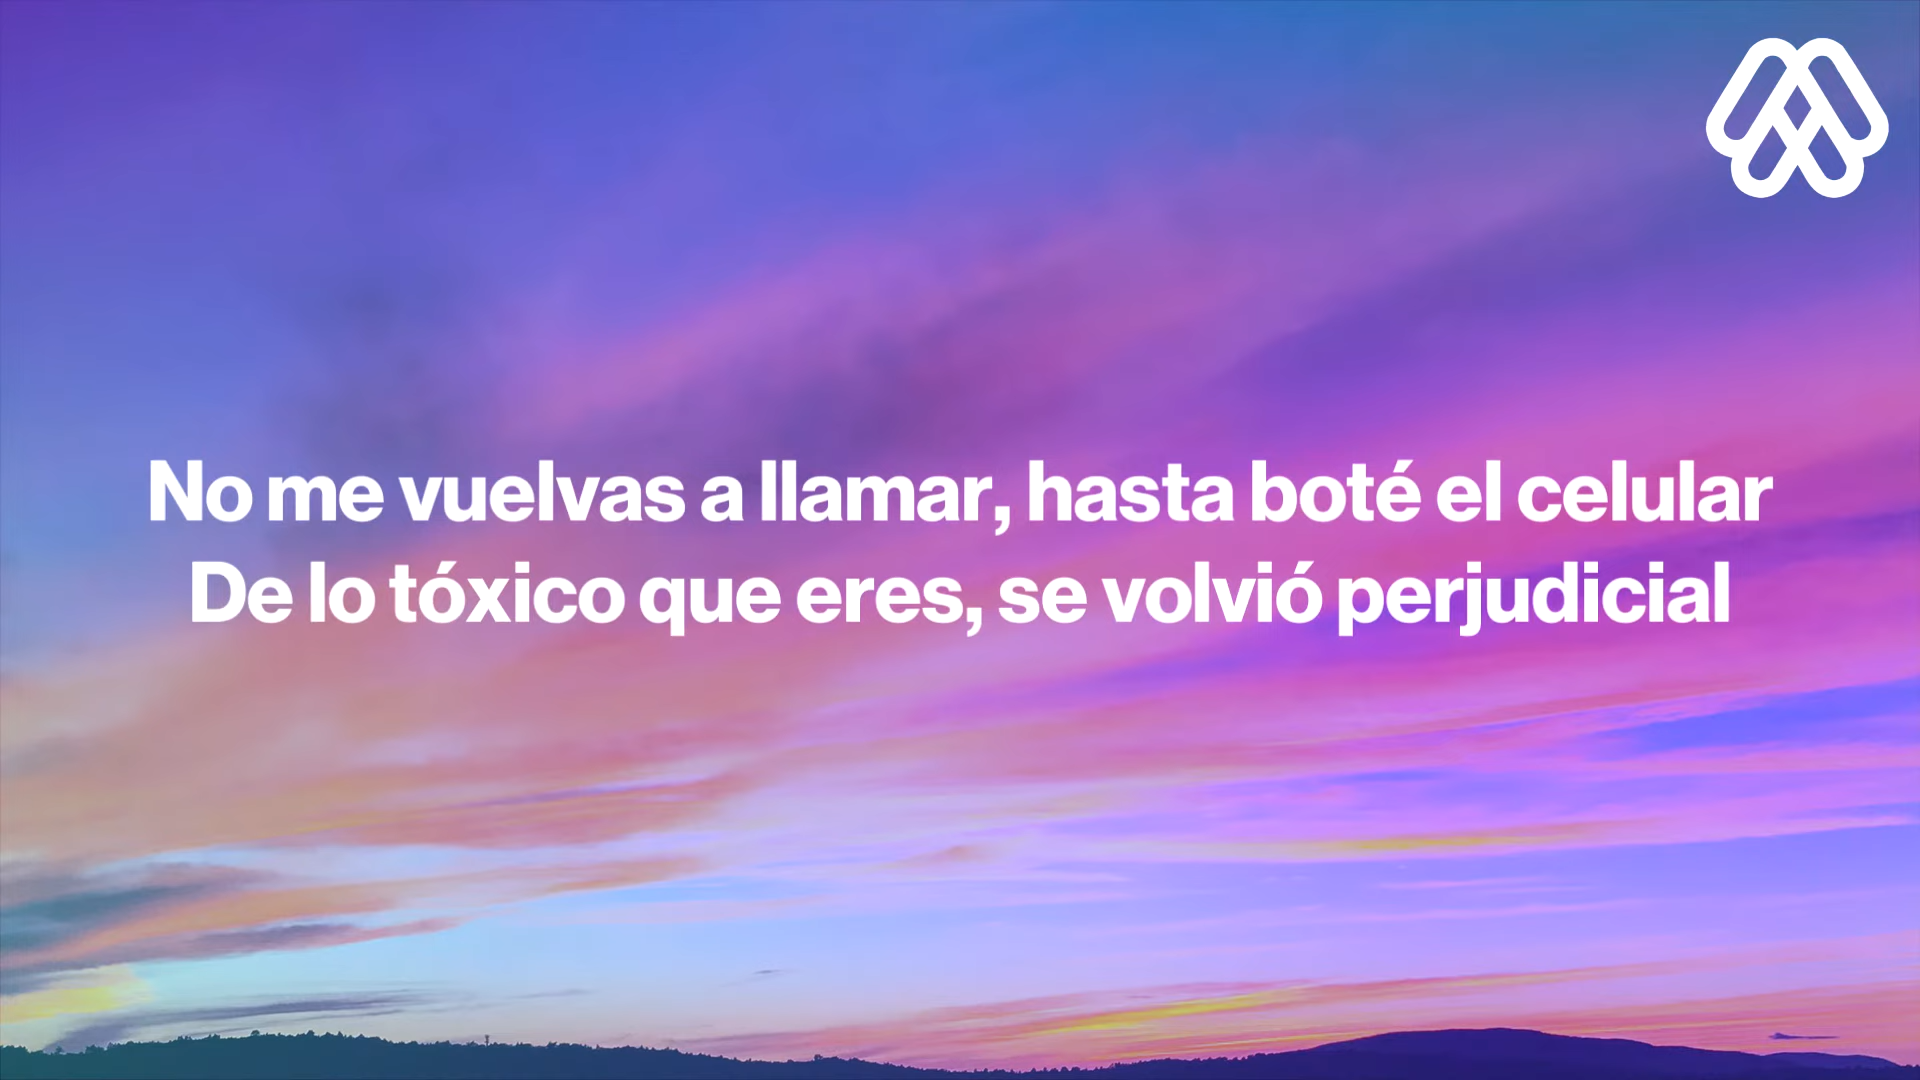 No me vuelvas a llamar, hasta boté el celular
De lo tóxico que eres, se volvió perjudicial